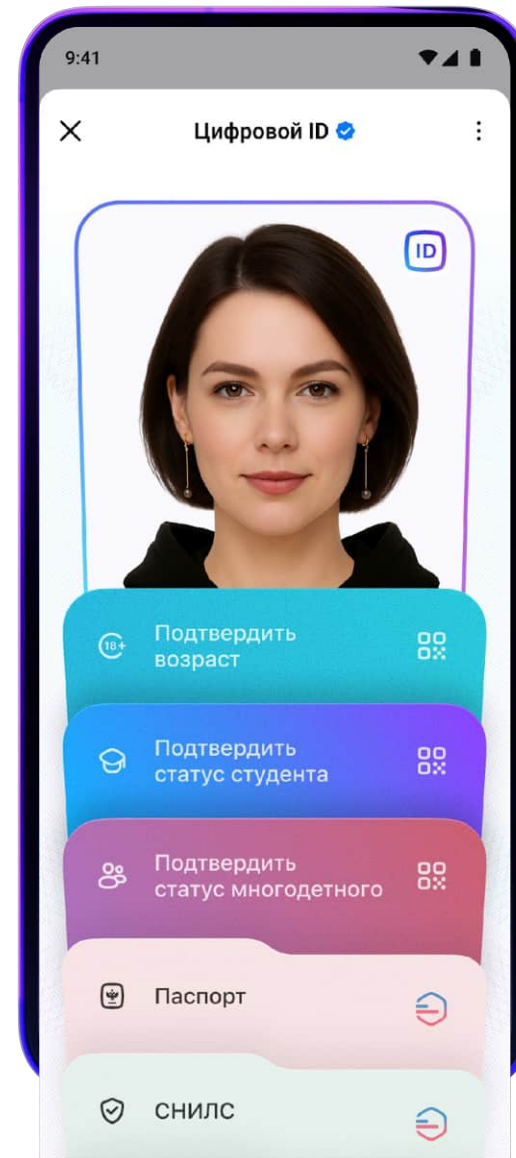 9:41
Цифровой ID
ID
18+
Подтвердить
возраст
Подтвердить
статус студента
Подтвердить
статус многодетного
Паспорт
СНИЛС